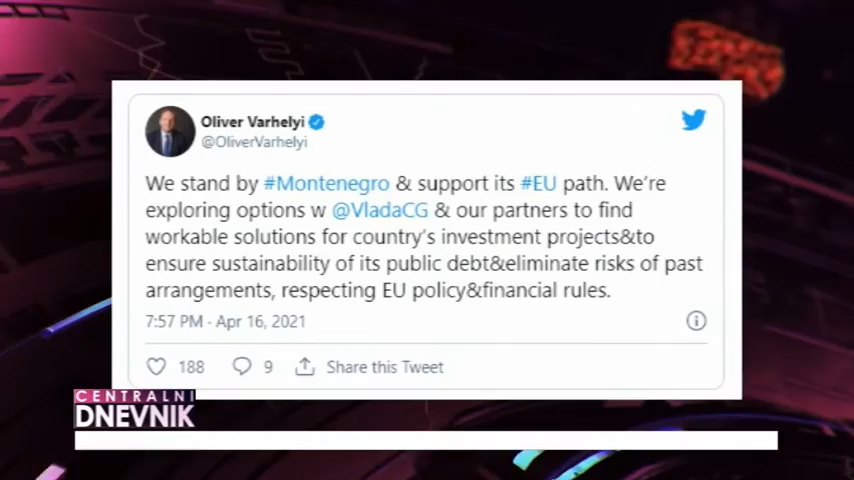 Oliver Varhelyi
@OliverVarhelyi
We stand by #Montenegro & support its #EU path. We're
exploring options w @VladaCG & our partners to find
workable solutions for country's investment projects&to
ensure sustainability of its public debt&eliminate risks of past
arrangements, respecting EU policy&financial rules.
7:57 PM · Apr 16, 2021
188 9 Share this Tweet
CENTRALNI
DNEVNIK